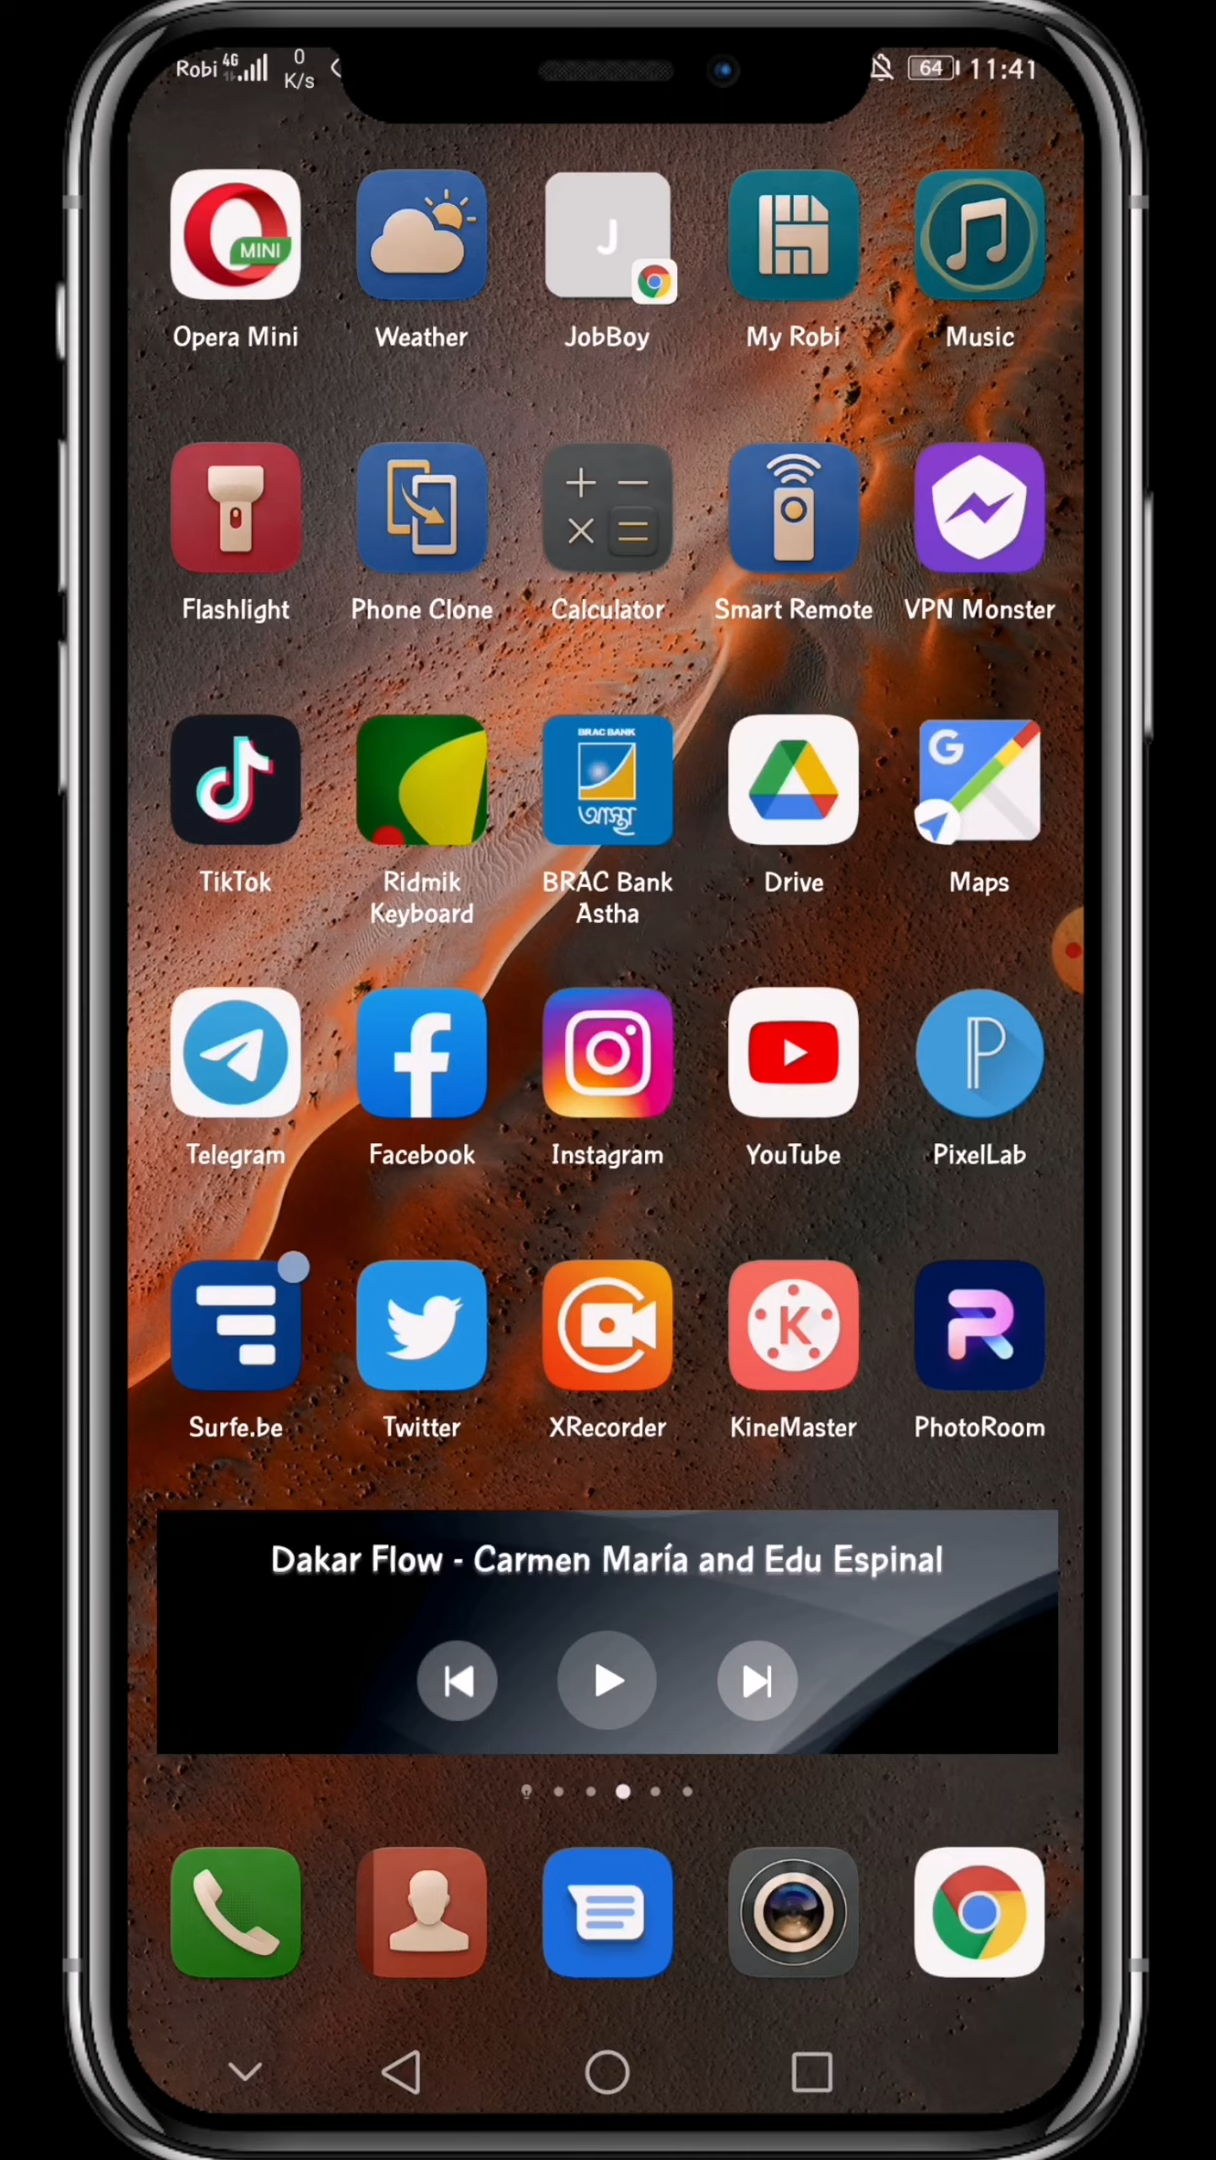 Robi 4G 0 K/s 64 11:41
MINI
J
Opera Mini Weather JobBoy My Robi Music
Flashlight Phone Clone Calculator Smart Remote VPN Monster
BRAC BANK
আস্থা
G
TikTok Ridmik Keyboard BRAC Bank Astha Drive Maps
P
Telegram Facebook Instagram YouTube PixelLab
K
Surfe.be Twitter XRecorder KineMaster PhotoRoom
Dakar Flow - Carmen María and Edu Espinal